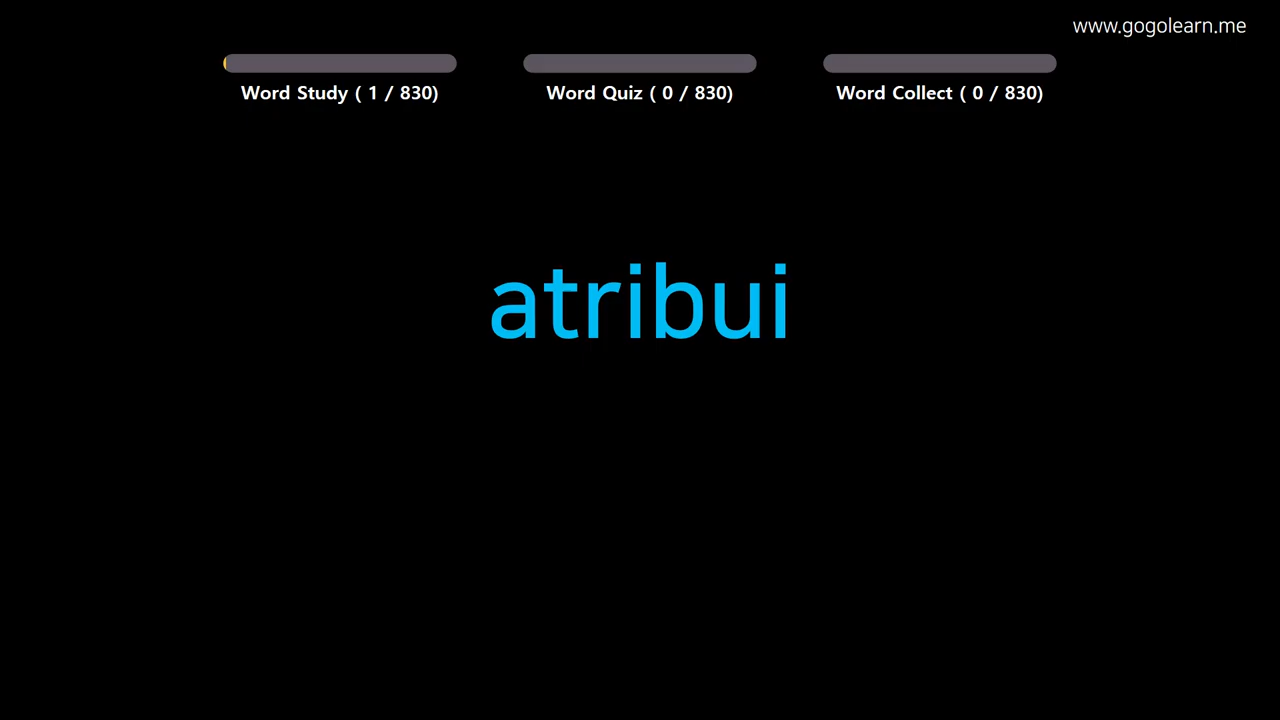 www.gogolearn.me
Word Study ( 1 / 830)
Word Quiz ( 0 / 830)
Word Collect ( 0 / 830)
atribui